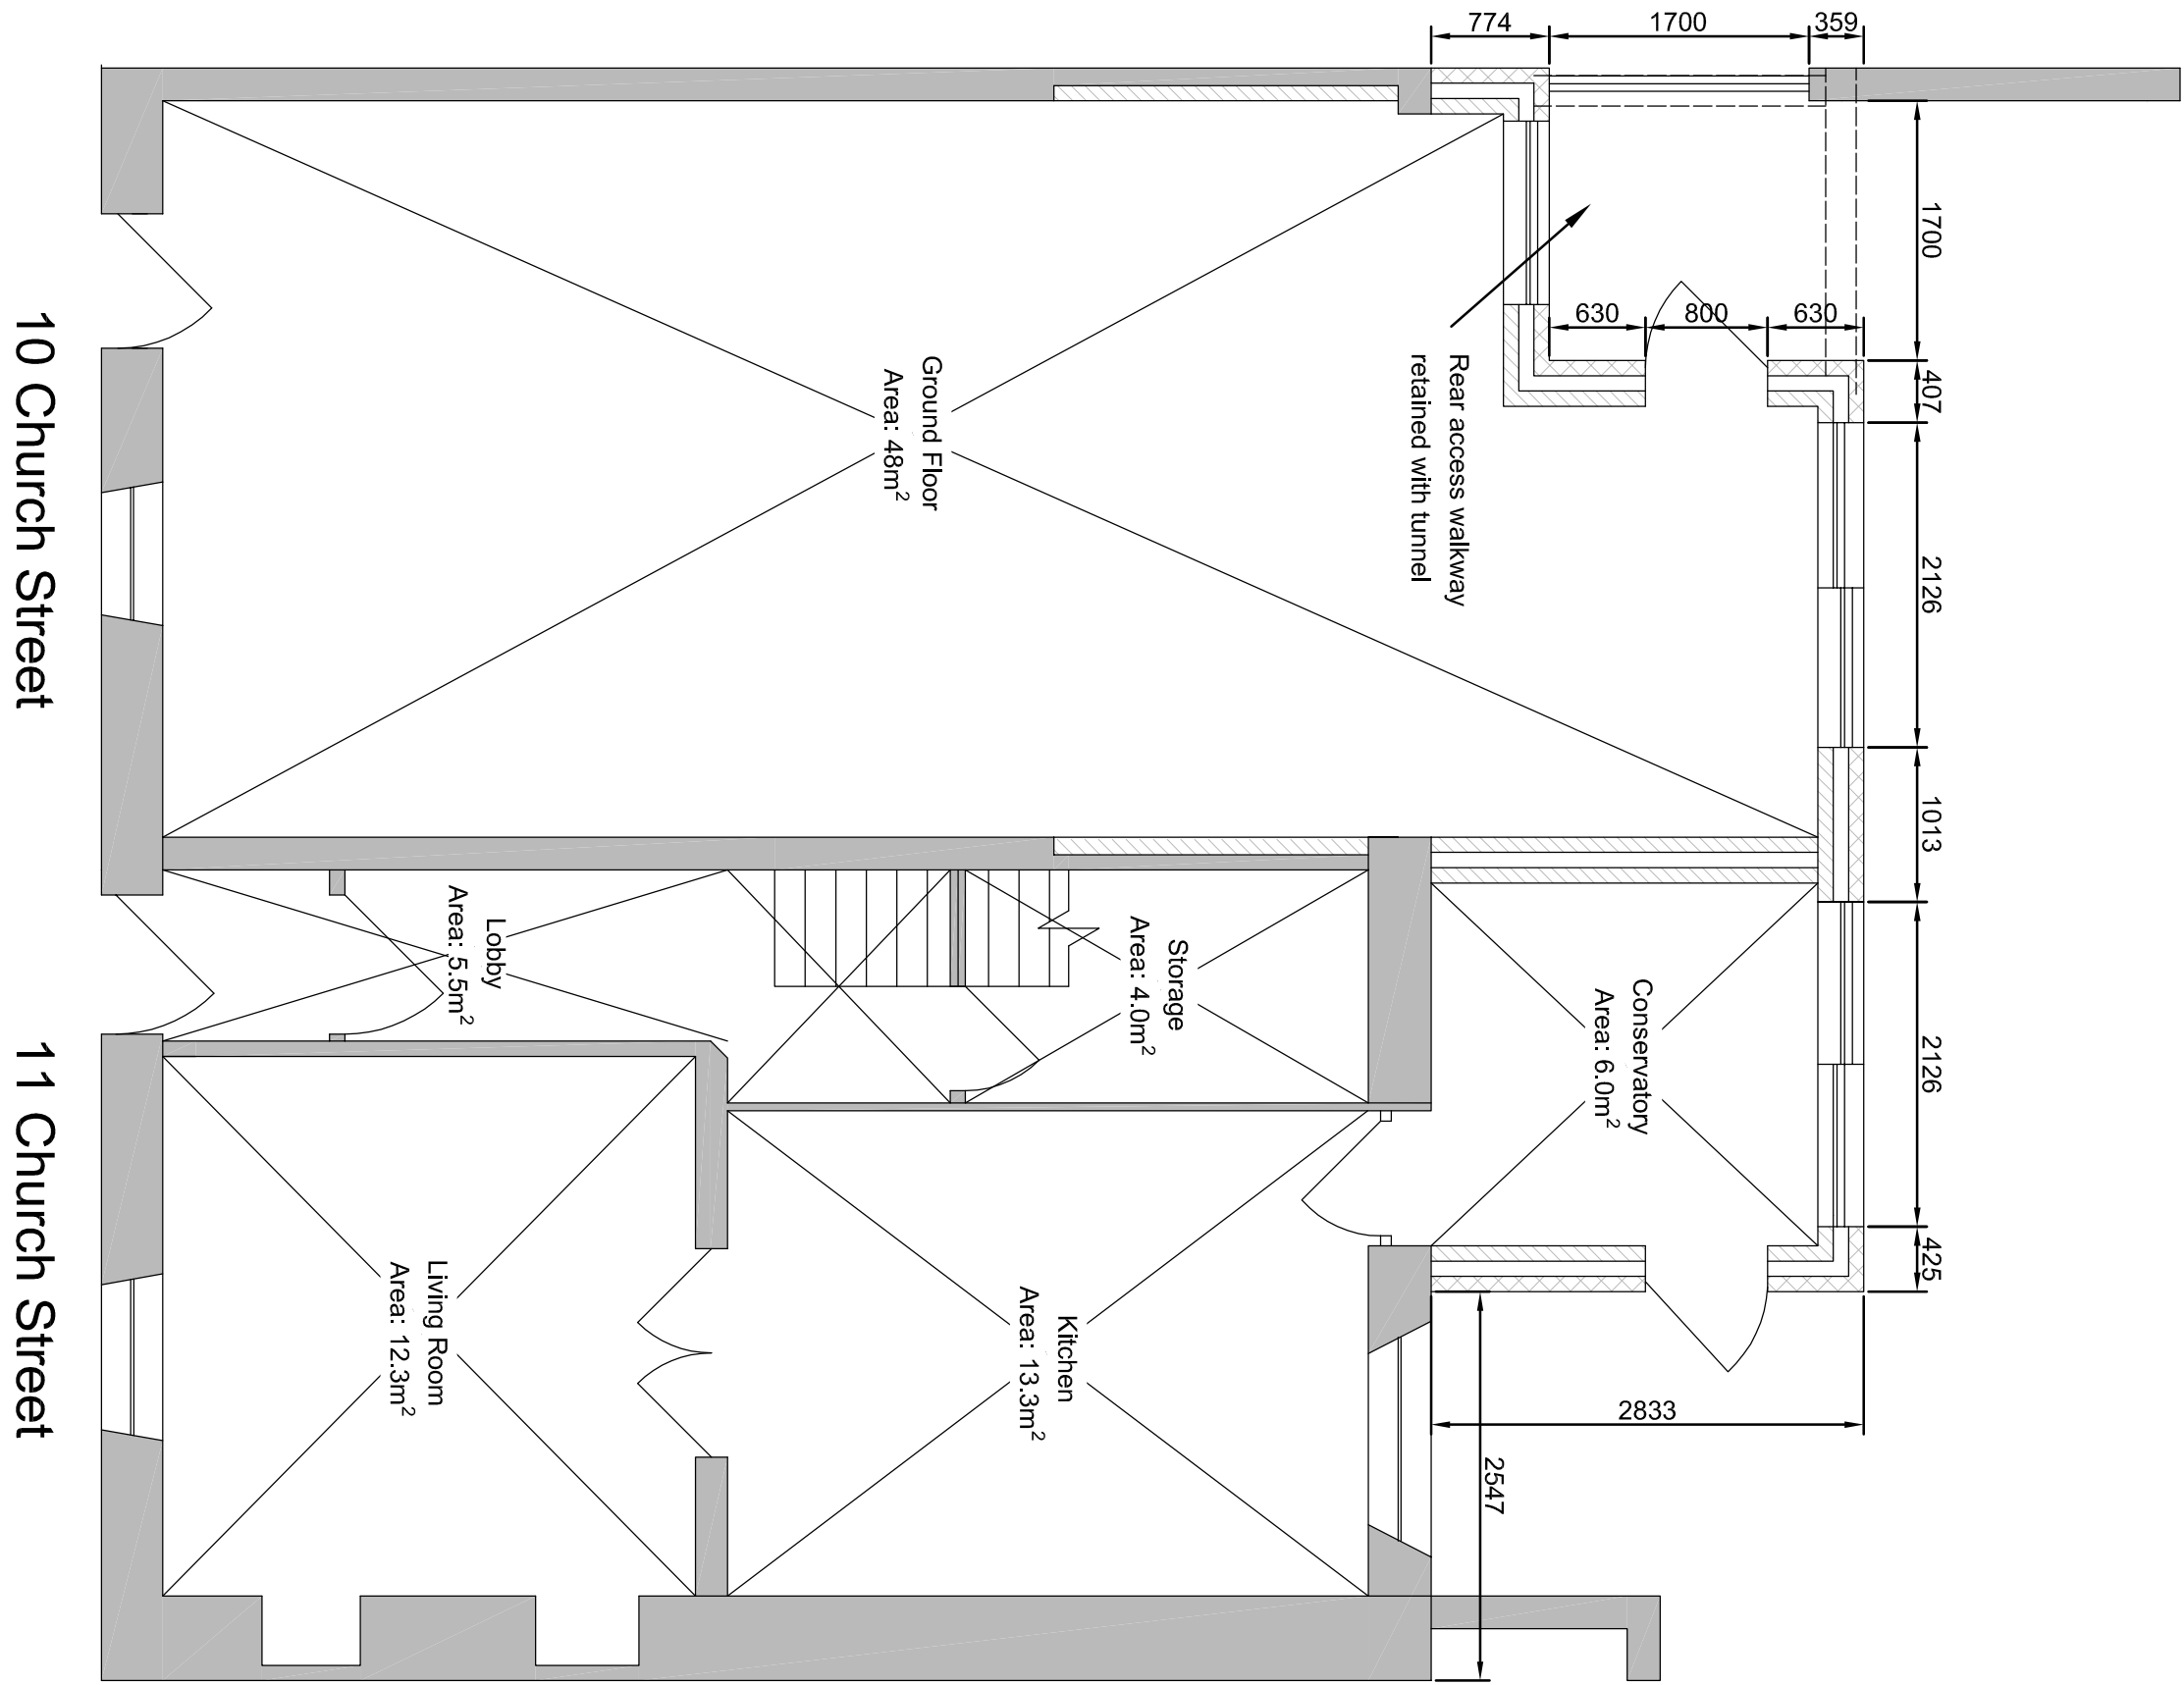 774
1700
359
1700
630
800
630
407
2126
1013
2126
425
2833
2547
Rear access walkway
retained with tunnel
Ground Floor
Area: 48m²
Lobby
Area: 5.5m²
Storage
Area: 4.0m²
Conservatory
Area: 6.0m²
Living Room
Area: 12.3m²
Kitchen
Area: 13.3m²
10 Church Street
11 Church Street